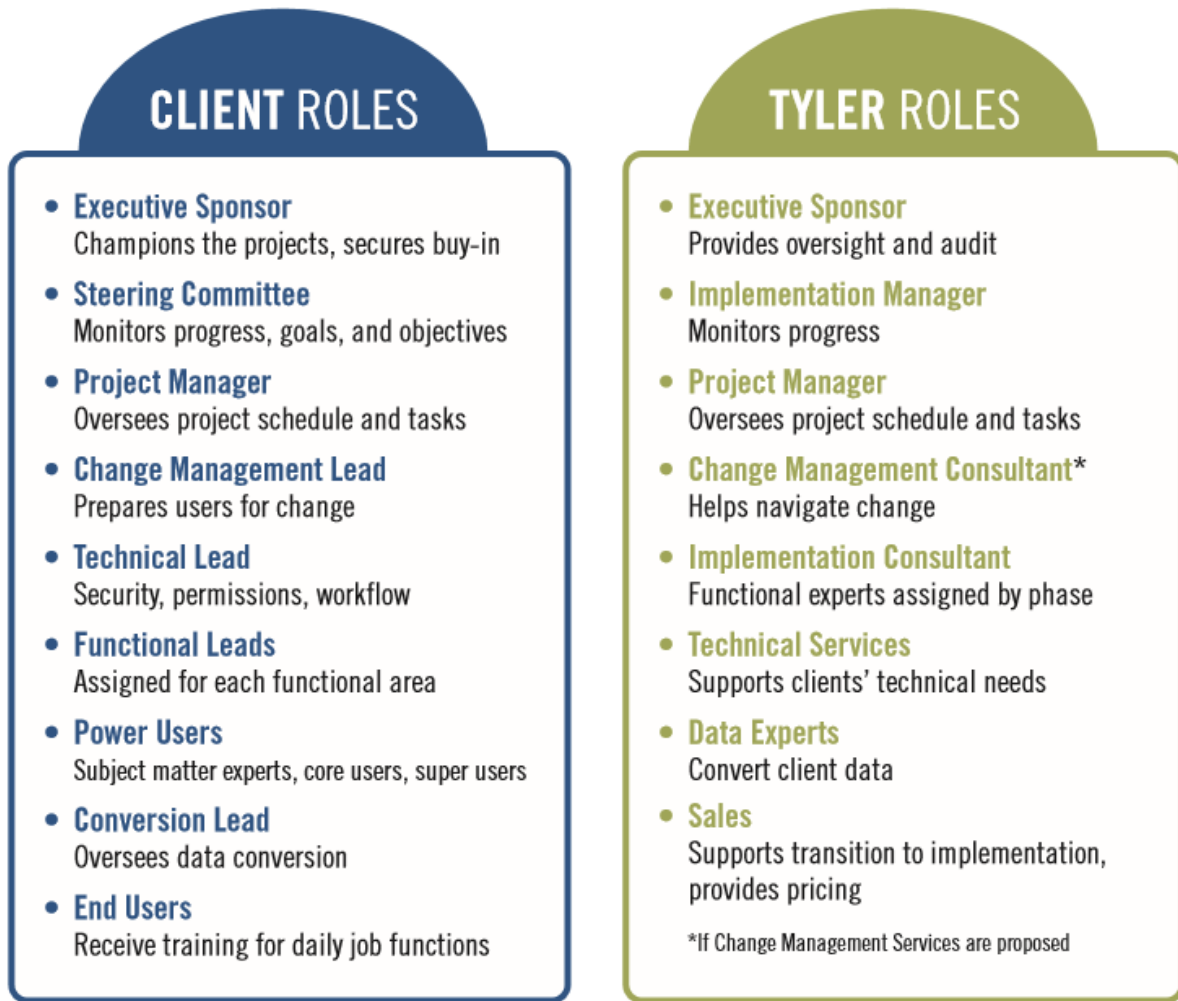 CLIENT ROLES
• Executive Sponsor
Champions the projects, secures buy-in
• Steering Committee
Monitors progress, goals, and objectives
• Project Manager
Oversees project schedule and tasks
• Change Management Lead
Prepares users for change
• Technical Lead
Security, permissions, workflow
• Functional Leads
Assigned for each functional area
• Power Users
Subject matter experts, core users, super users
• Conversion Lead
Oversees data conversion
• End Users
Receive training for daily job functions
TYLER ROLES
• Executive Sponsor
Provides oversight and audit
• Implementation Manager
Monitors progress
• Project Manager
Oversees project schedule and tasks
• Change Management Consultant*
Helps navigate change
• Implementation Consultant
Functional experts assigned by phase
• Technical Services
Supports clients’ technical needs
• Data Experts
Convert client data
• Sales
Supports transition to implementation,
provides pricing
*If Change Management Services are proposed